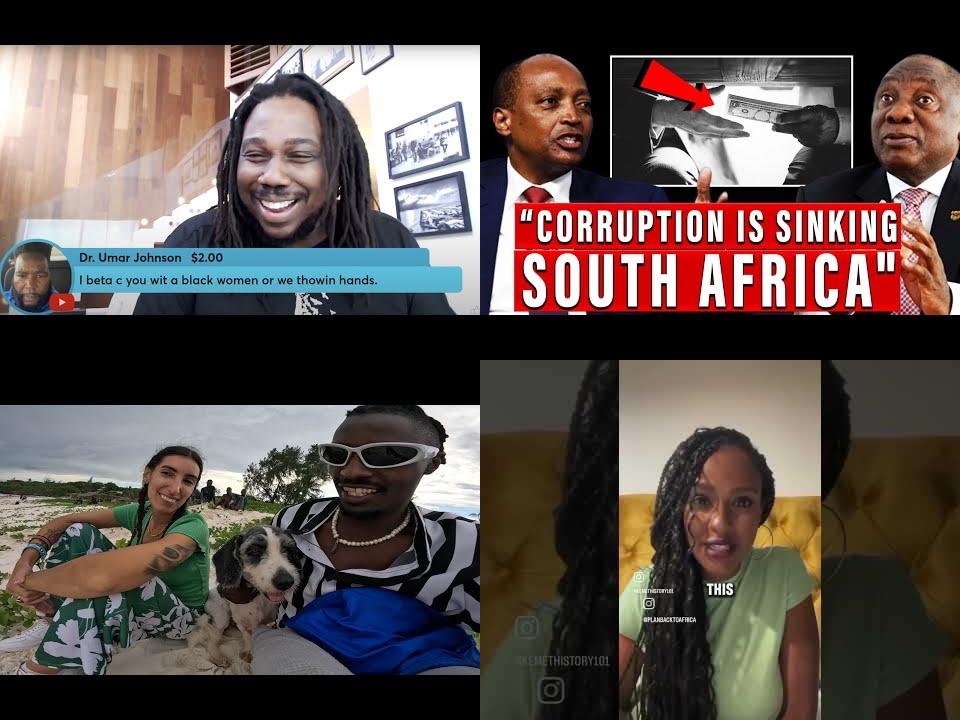 Dr. Umar Johnson $2.00
I beta c you wit a black women or we thowin hands.
"CORRUPTION IS SINKING
SOUTH AFRICA"
THIS
@PLANBACKTOAFRICA
KEMETHISTORY101